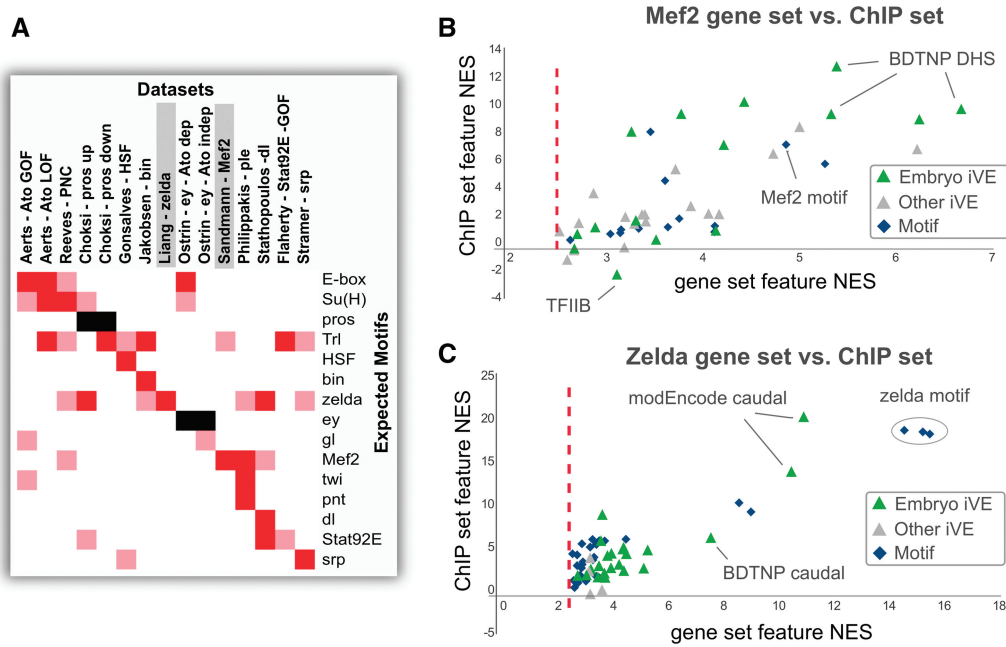 A
Datasets
Aerts - Ato GOF
Aerts - Ato LOF
Reeves - PNC
Choksi - pros up
Choksi - pros down
Gonsalves - HSF
Jakobsen - bin
Liang - zelda
Ostrin - ey - Ato dep
Ostrin - ey - Ato indep
Sandmann - Mef2
Philippakis - ple
Stathopoulos -dl
Flaherty - Stat92E -GOF
Stramer - srp
E-box
Su(H)
pros
Trl
HSF
bin
zelda
ey
gl
Mef2
twi
pnt
dl
Stat92E
srp
Expected Motifs
B
Mef2 gene set vs. ChIP set
ChIP set feature NES
14
12
10
8
6
4
2
0
-2
-4
2
3
4
5
6
7
gene set feature NES
BDTNP DHS
Mef2 motif
TFIIB
Embryo iVE
Other iVE
Motif
C
Zelda gene set vs. ChIP set
ChIP set feature NES
25
20
15
10
5
0
-5
0
2
4
6
8
10
12
14
16
18
gene set feature NES
modEncode caudal
zelda motif
BDTNP caudal
Embryo iVE
Other iVE
Motif